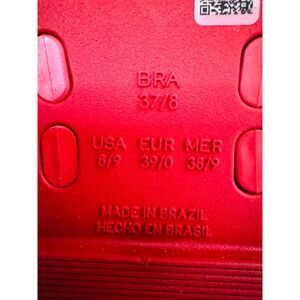 BRA
37/8
USA EUR MER
8/9 39/0 38/9
MADE IN BRAZIL
HECHO EN BRASIL